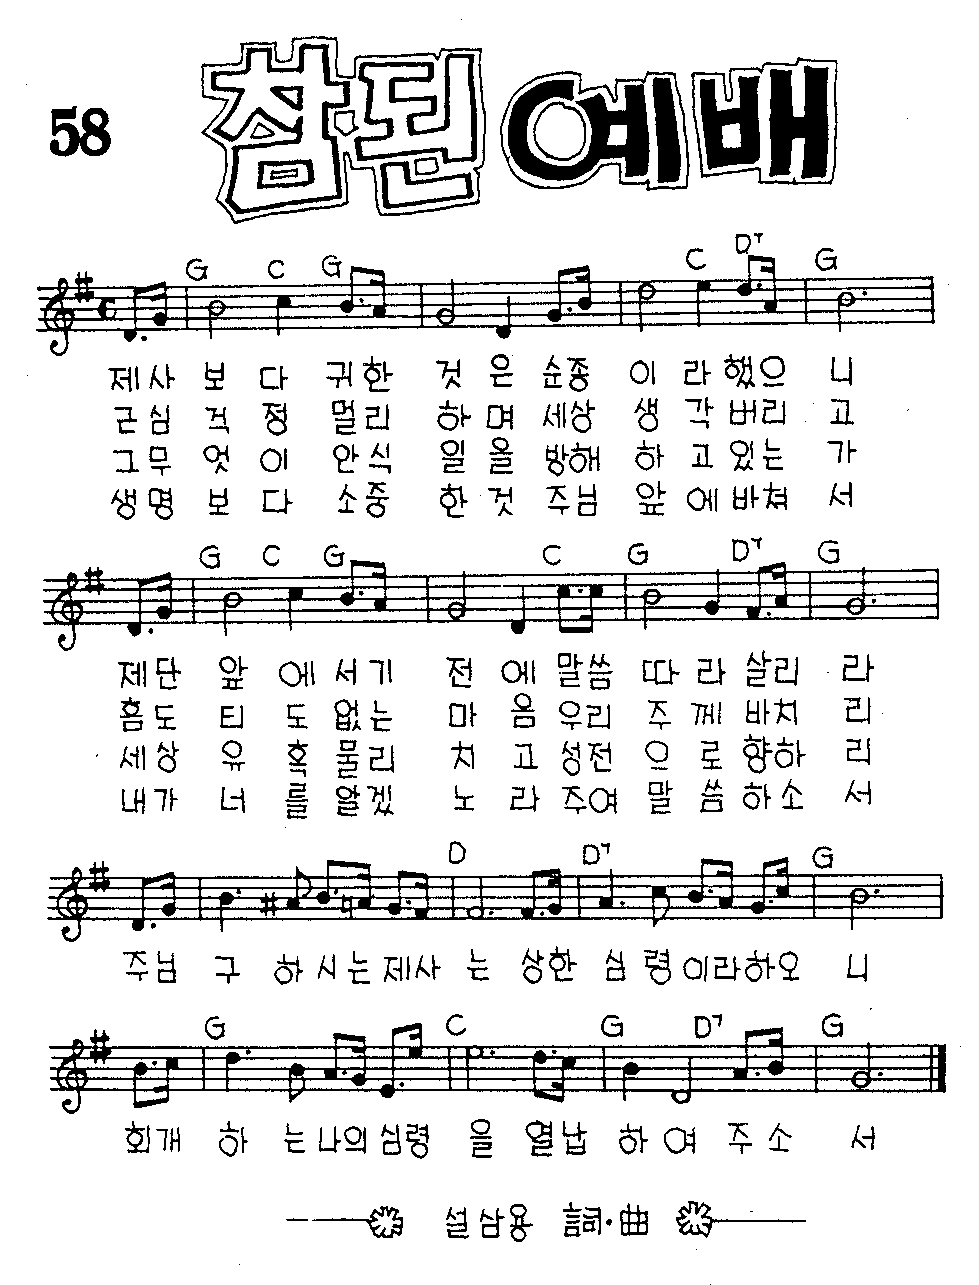 58 참된 예배
G C G C D7 G
제사 보 다 귀한 것 은 순종 이 라 했으 니
근심 걱 정 멀리 하 며 세상 생 각 버리 고
그무 엇 이 안식 일 을 방해 하 고 있는 가
생명 보 다 소중 한 것 주님 앞 에 바쳐 서
G C G C G D7 G
제단 앞 에 서기 전 에 말씀 따 라 살리 라
흠도 티 도 없는 마 음 우리 주 께 바치 리
세상 유 혹 물리 치 고 성전 으 로 향하 리
내가 너 를 알겠 노 라 주여 말 씀 하소 서
D D7 G
주님 구 하 시는제사 는 상한 심 령이라하오 니
G C G D7 G
회개 하 는나의심령 을 열납 하 여 주소 서
설삼용 詞·曲